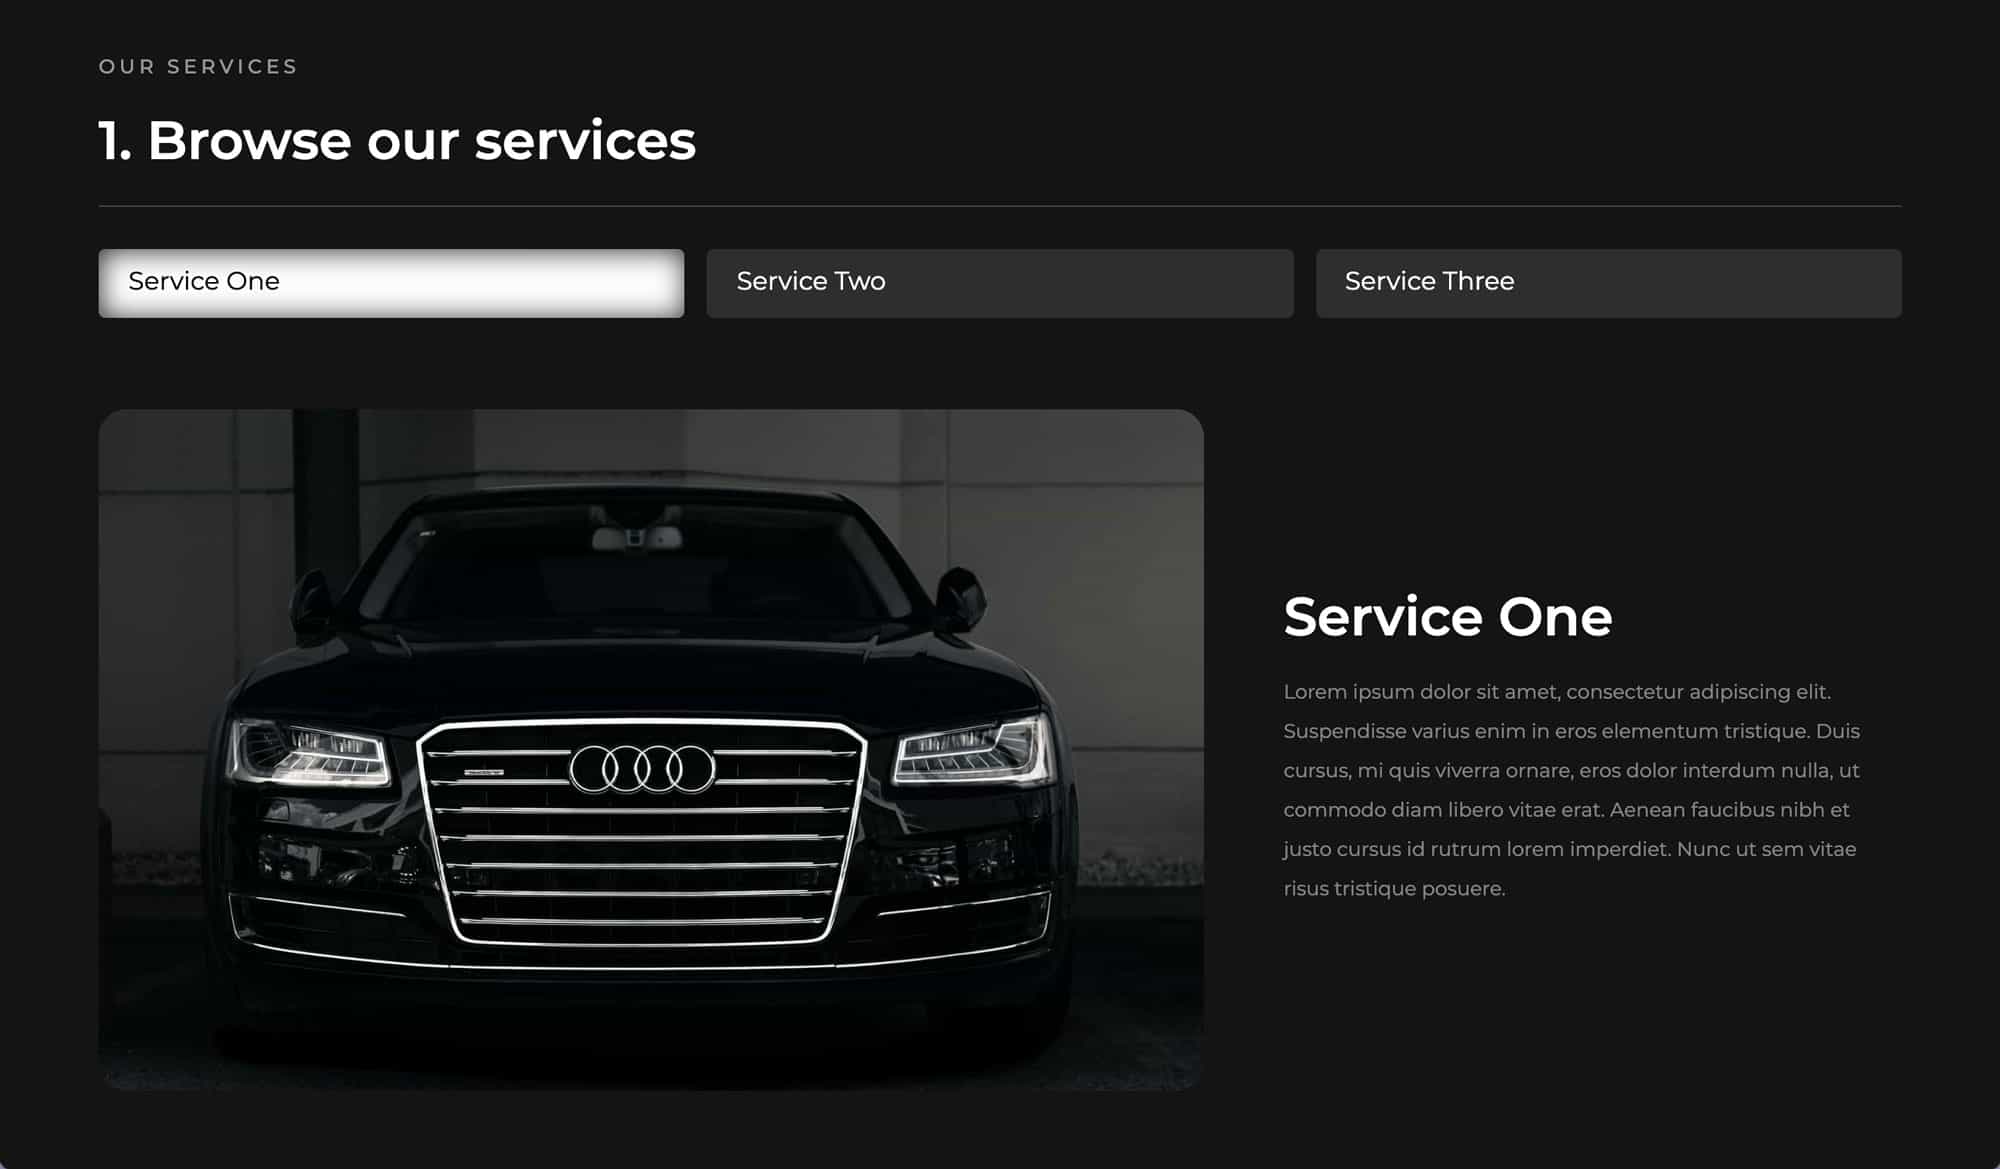 OUR SERVICES
1. Browse our services
Service One
Service Two
Service Three
Service One
Lorem ipsum dolor sit amet, consectetur adipiscing elit.
Suspendisse varius enim in eros elementum tristique. Duis
cursus, mi quis viverra ornare, eros dolor interdum nulla, ut
commodo diam libero vitae erat. Aenean faucibus nibh et
justo cursus id rutrum lorem imperdiet. Nunc ut sem vitae
risus tristique posuere.